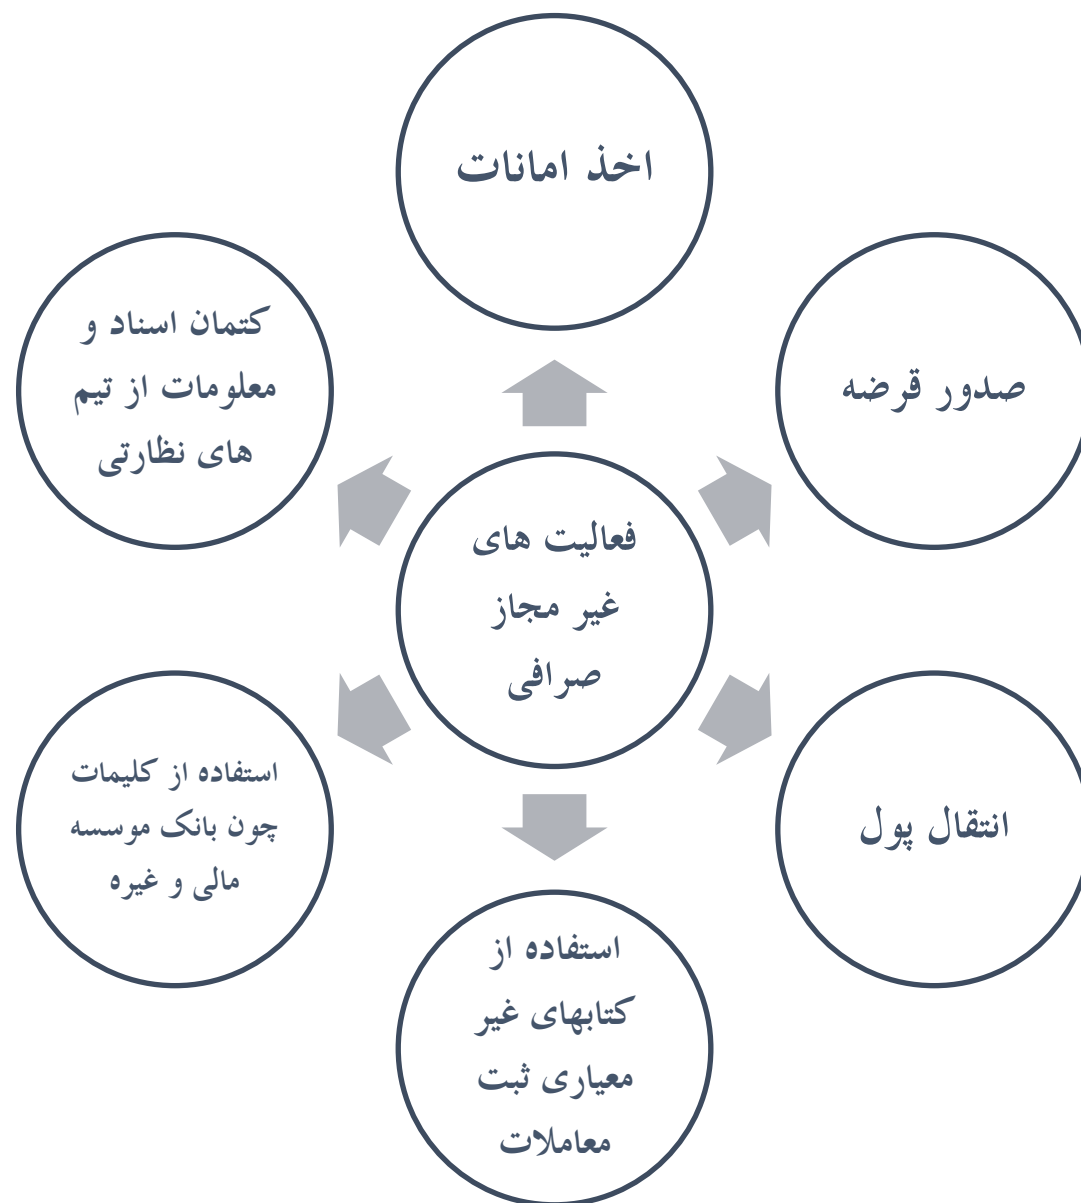 اخذ امانات
صدور قرضه
کتمان اسناد و
معلومات از تیم
های نظارتی
فعالیت های
غیر مجاز
صرافی
انتقال پول
استفاده از کلیمات
چون بانک موسسه
مالی و غیره
استفاده از
کتابهای غیر
معیاری ثبت
معاملات